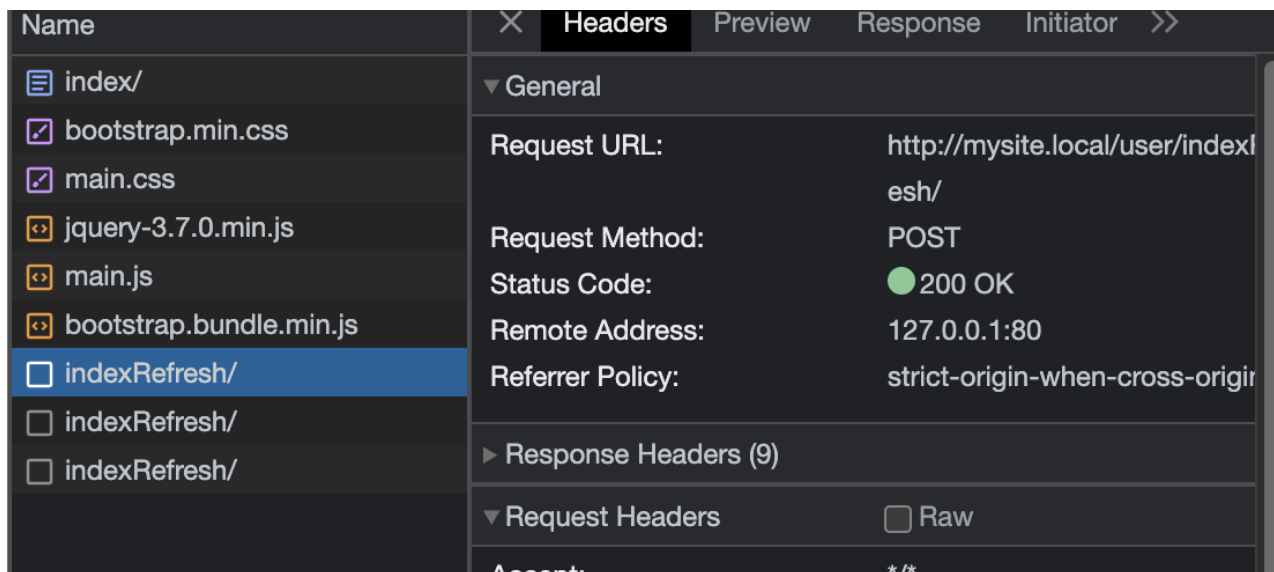 Name
index/
bootstrap.min.css
main.css
jquery-3.7.0.min.js
main.js
bootstrap.bundle.min.js
indexRefresh/
indexRefresh/
indexRefresh/
Headers Preview Response Initiator
General
Request URL: http://mysite.local/user/index
esh/
Request Method: POST
Status Code: 200 OK
Remote Address: 127.0.0.1:80
Referrer Policy: strict-origin-when-cross-origin
Response Headers (9)
Request Headers Raw
Accept: */*